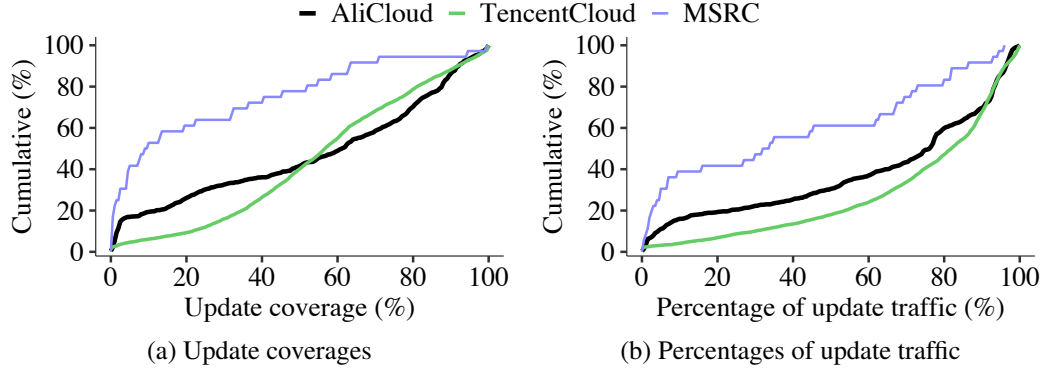 AliCloud TencentCloud MSRC
100
80
60
40
20
0
Cumulative (%)
0 20 40 60 80 100
Update coverage (%)
(a) Update coverages
100
80
60
40
20
0
Cumulative (%)
0 20 40 60 80 100
Percentage of update traffic (%)
(b) Percentages of update traffic